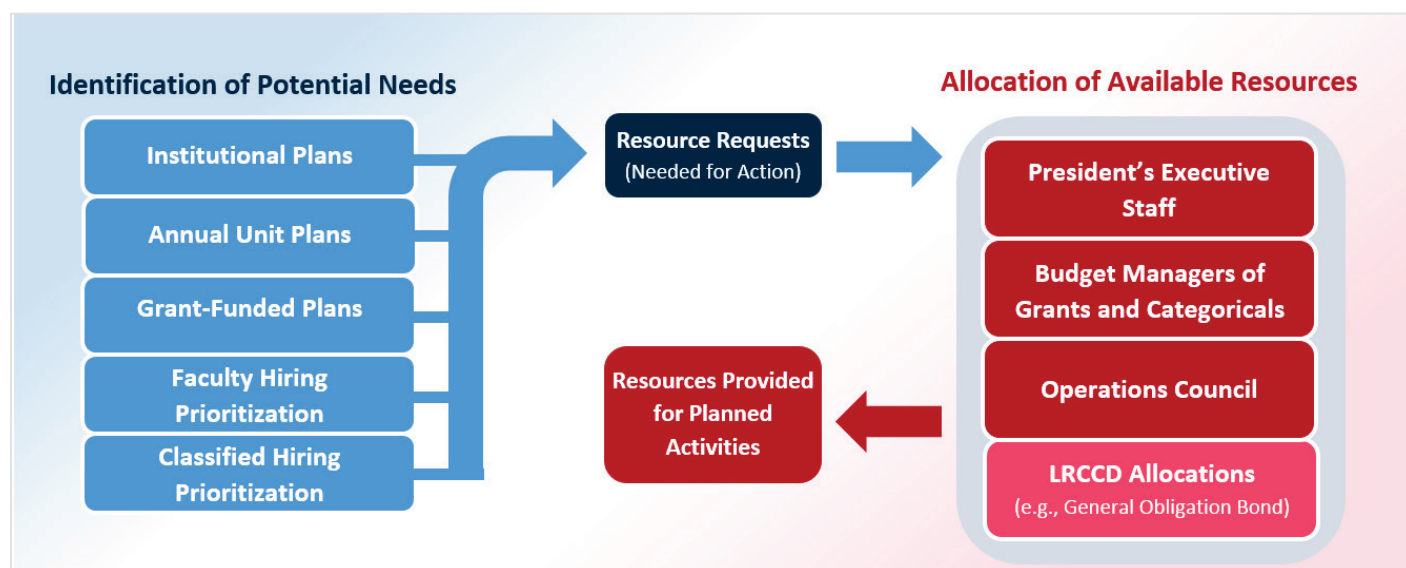 Identification of Potential Needs
Institutional Plans
Annual Unit Plans
Grant-Funded Plans
Faculty Hiring
Prioritization
Classified Hiring
Prioritization
Resource Requests
(Needed for Action)
Allocation of Available Resources
President’s Executive
Staff
Budget Managers of
Grants and Categoricals
Operations Council
LRCCD Allocations
(e.g., General Obligation Bond)
Resources Provided
for Planned
Activities